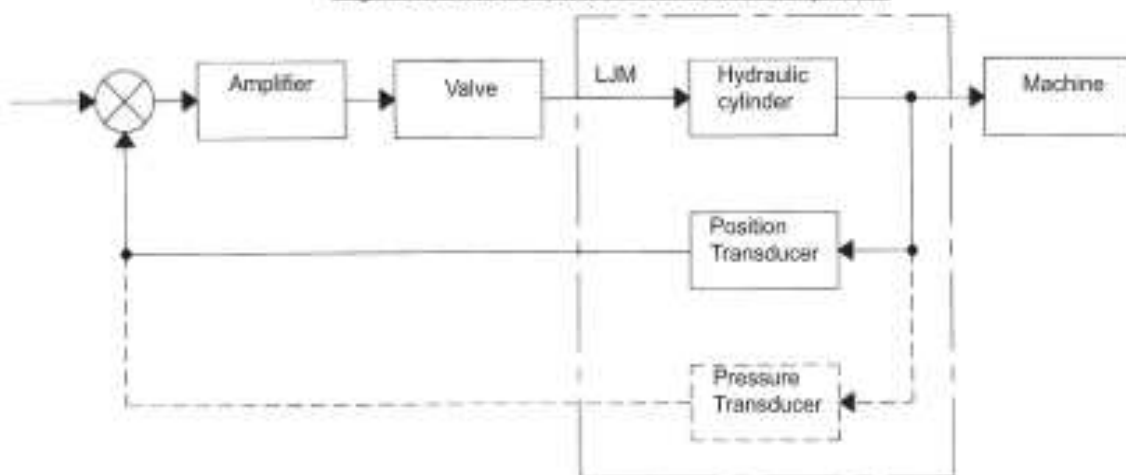 Amplifier
Valve
LJM
Hydraulic
cylinder
Machine
Position
Transducer
Pressure
Transducer